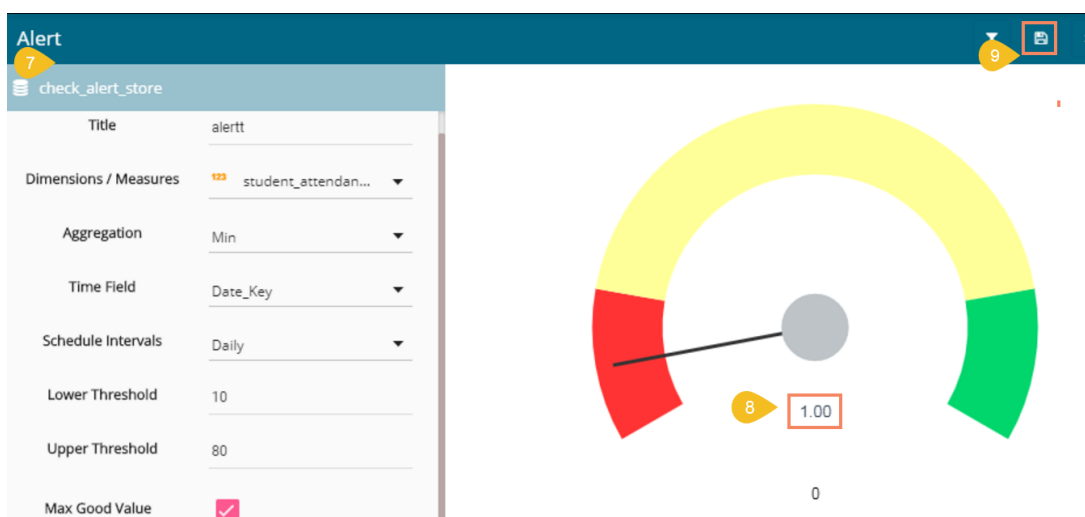 Alert
7
9
check_alert_store
Title alertt
Dimensions / Measures 123 student_attendan...
Aggregation Min
Time Field Date_Key
Schedule Intervals Daily
Lower Threshold 10
8 1.00
Upper Threshold 80
0
Max Good Value